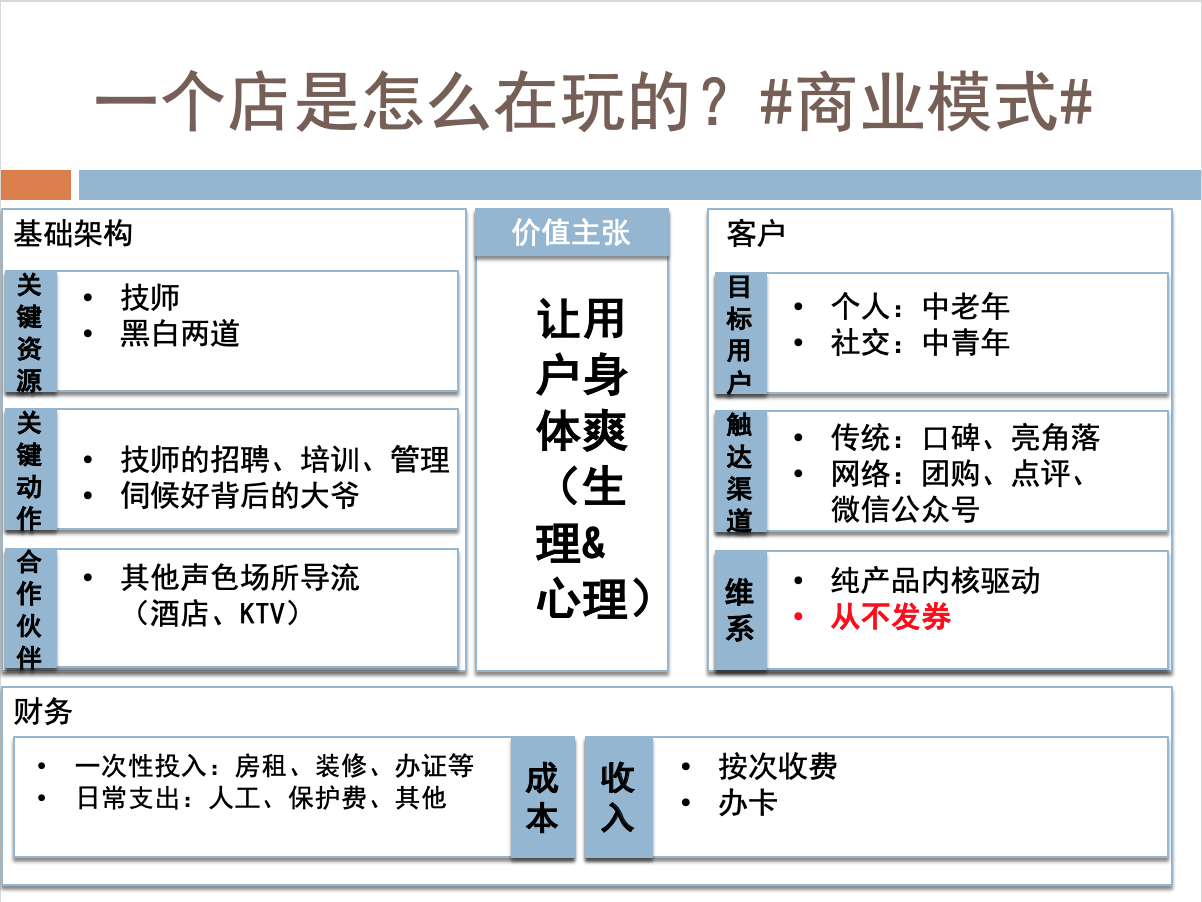 一个店是怎么在玩的？#商业模式#
基础架构
关
键
资
源
• 技师
• 黑白两道
关
键
动
作
• 技师的招聘、培训、管理
• 伺候好背后的大爷
合
作
伙
伴
• 其他声色场所导流
（酒店、KTV）
价值主张
让用
户身
体爽
（生
理&
心理）
客户
目
标
用
户
• 个人：中老年
• 社交：中青年
触
达
渠
道
• 传统：口碑、亮角落
• 网络：团购、点评、
微信公众号
维
系
• 纯产品内核驱动
• 从不发券
财务
• 一次性投入：房租、装修、办证等
• 日常支出：人工、保护费、其他
成
本
收
入
• 按次收费
• 办卡